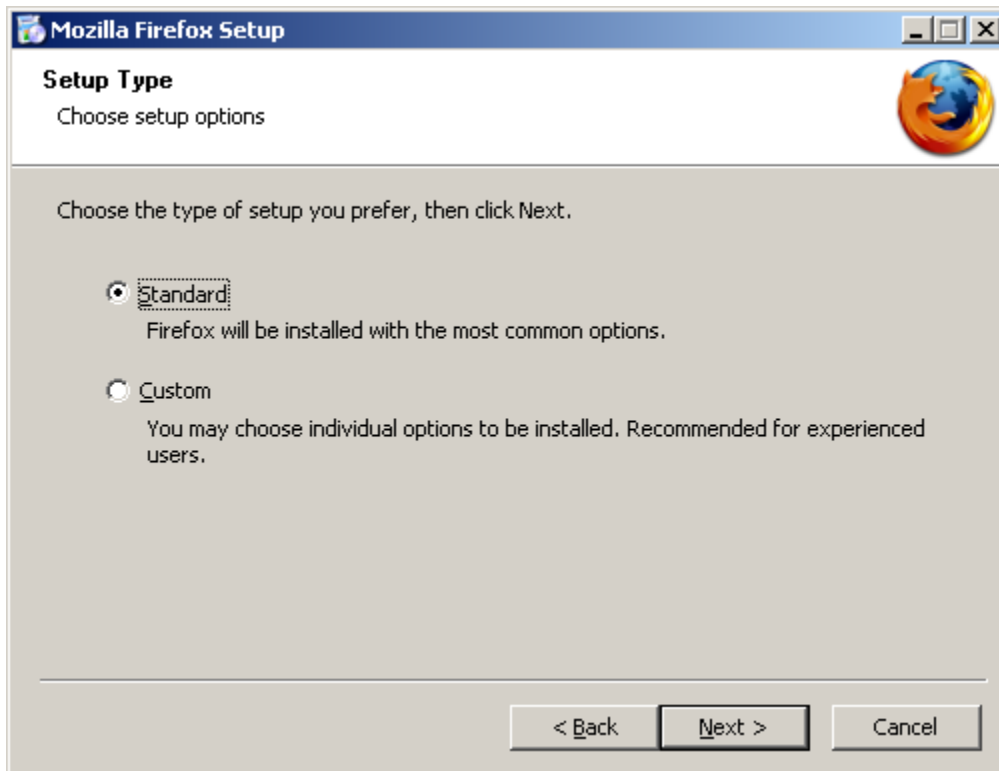 Mozilla Firefox Setup
Setup Type
Choose setup options
Choose the type of setup you prefer, then click Next.
Standard
Firefox will be installed with the most common options.
Custom
You may choose individual options to be installed. Recommended for experienced
users.
< Back
Next >
Cancel